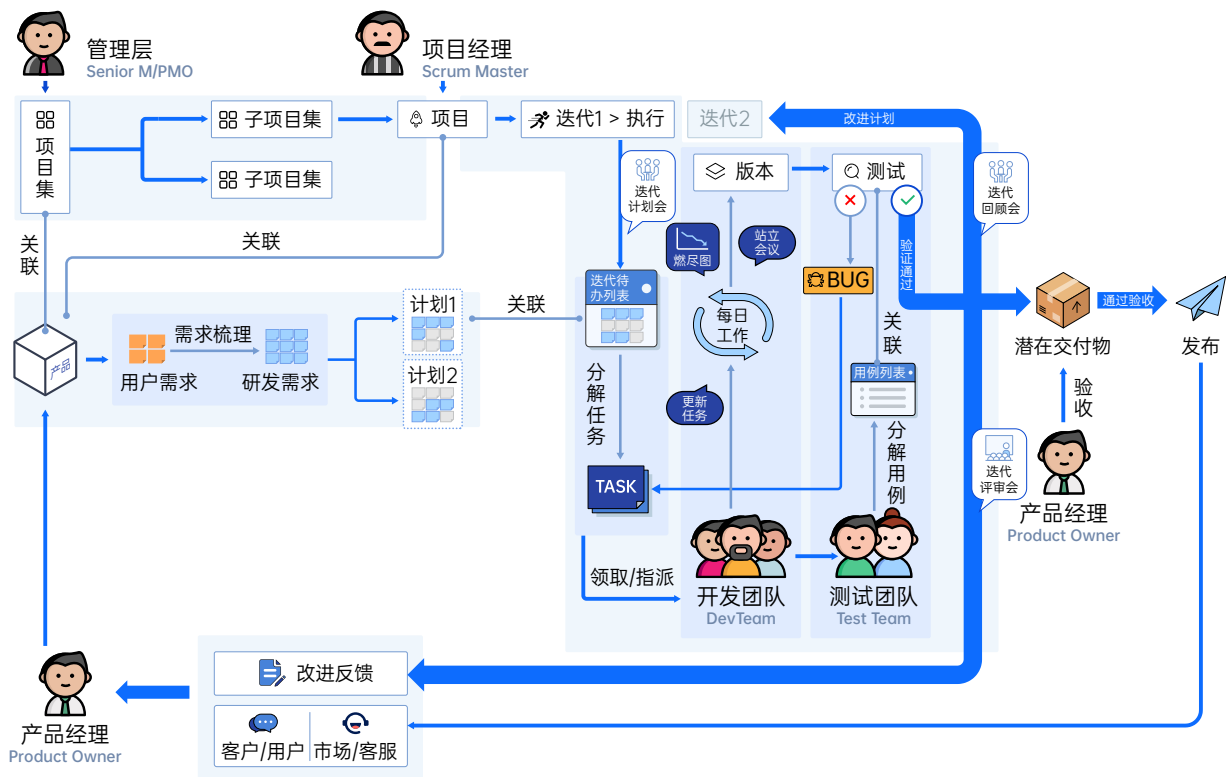 管理层
Senior M/PMO
项目经理
Scrum Master
项目集
子项目集
子项目集
项目
迭代1 > 执行
迭代2
改进计划
迭代
计划会
版本
测试
迭代
回顾会
关联
关联
燃尽图
站立
会议
验证通过
BUG
迭代待
办列表
每日
工作
计划1
关联
关联
产品
需求梳理
用户需求
研发需求
计划2
用例列表
潜在交付物
通过验收
发布
分解任务
更新
任务
分解用例
验收
迭代
评审会
TASK
产品经理
Product Owner
领取/指派
开发团队
DevTeam
测试团队
Test Team
改进反馈
产品经理
Product Owner
客户/用户
市场/客服